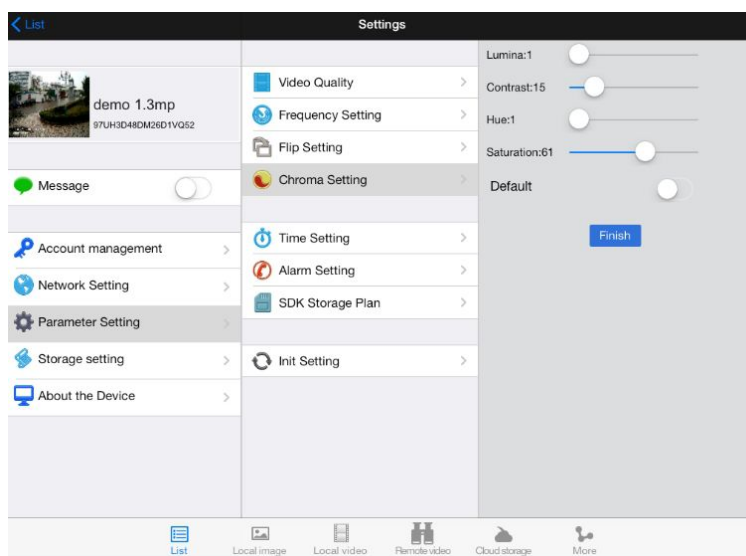 List
Settings
demo 1.3mp
97UH3D48DM26D1VQ52
Message
Account management
Network Setting
Parameter Setting
Storage setting
About the Device
Video Quality
Frequency Setting
Flip Setting
Chroma Setting
Time Setting
Alarm Setting
SDK Storage Plan
Init Setting
Lumina:1
Contrast:15
Hue:1
Saturation:61
Default
Finish
List
Local image
Local video
Remote video
Cloud storage
More